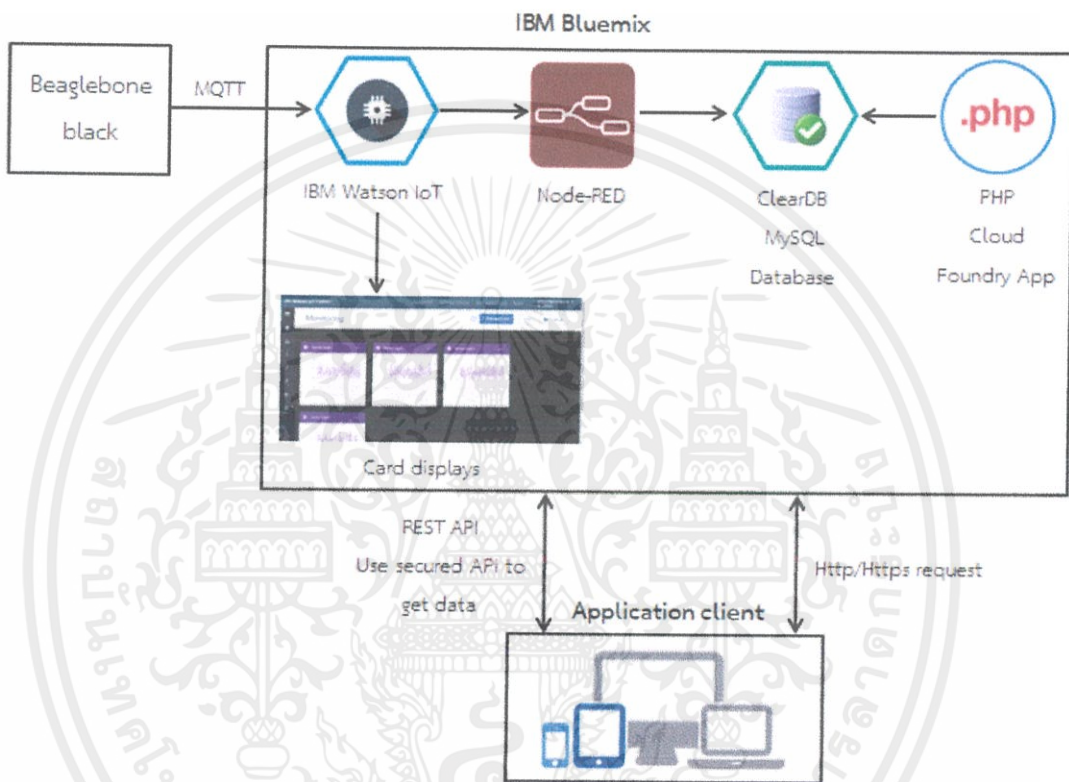 IBM Bluemix
Beaglebone
black
MQTT
.php
IBM Watson IoT
Node-RED
ClearDB
MySQL
Database
PHP
Cloud
Foundry App
Card displays
REST API
Use secured API to
get data
Http/Https request
Application client